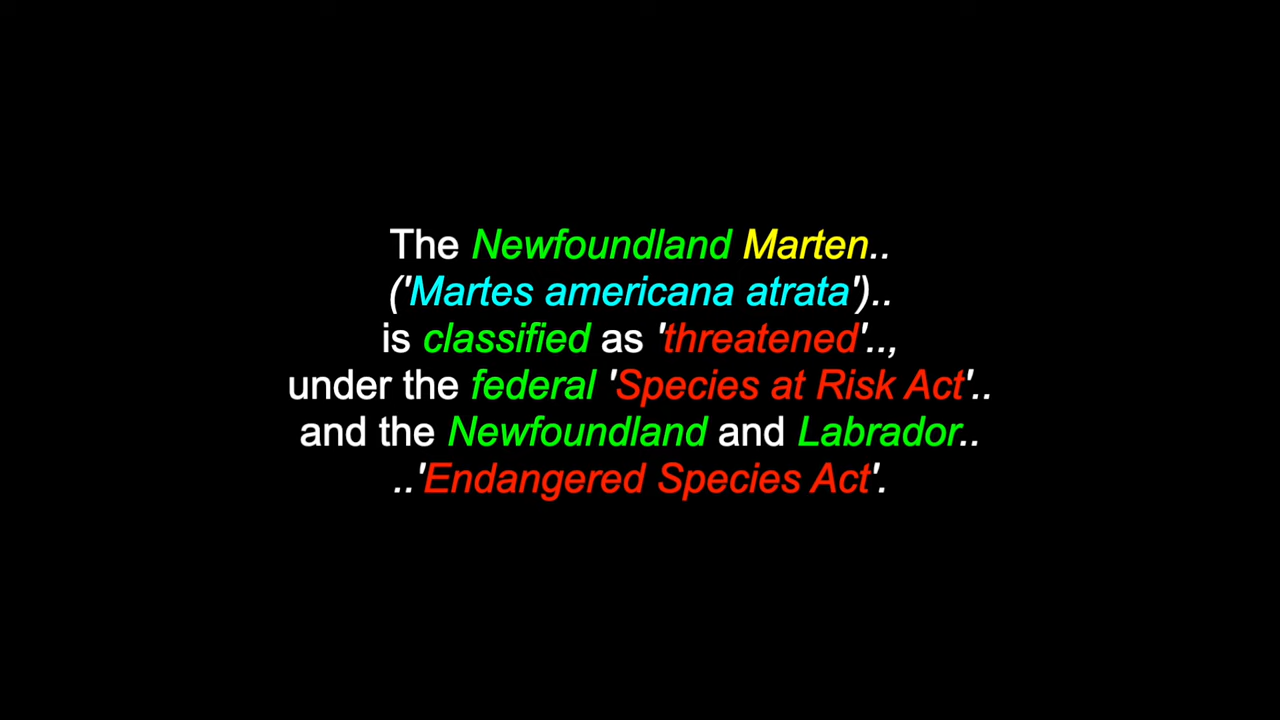 The Newfoundland Marten..
('Martes americana atrata')..
is classified as 'threatened'..,
under the federal 'Species at Risk Act'..
and the Newfoundland and Labrador..
..'Endangered Species Act'.